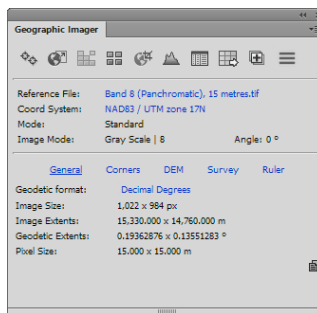 Geographic Imager
Reference File: Band 8 (Panchromatic), 15 metres.tif
Coord System: NAD83 / UTM zone 17N
Mode: Standard
Image Mode: Gray Scale | 8 Angle: 0 º
General Corners DEM Survey Ruler
Geodetic format: Decimal Degrees
Image Size: 1,022 x 984 px
Image Extents: 15,330.000 x 14,760.000 m
Geodetic Extents: 0.19362876 x 0.13551283 º
Pixel Size: 15.000 x 15.000 m